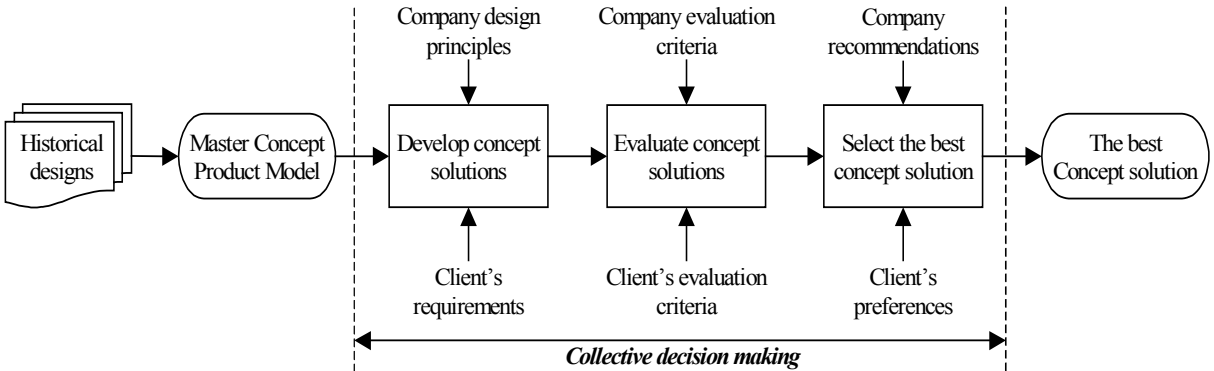 Company design
principles
Company evaluation
criteria
Company
recommendations
Historical
designs
Master Concept
Product Model
Develop concept
solutions
Evaluate concept
solutions
Select the best
concept solution
The best
Concept solution
Client’s
requirements
Client’s evaluation
criteria
Client’s
preferences
Collective decision making